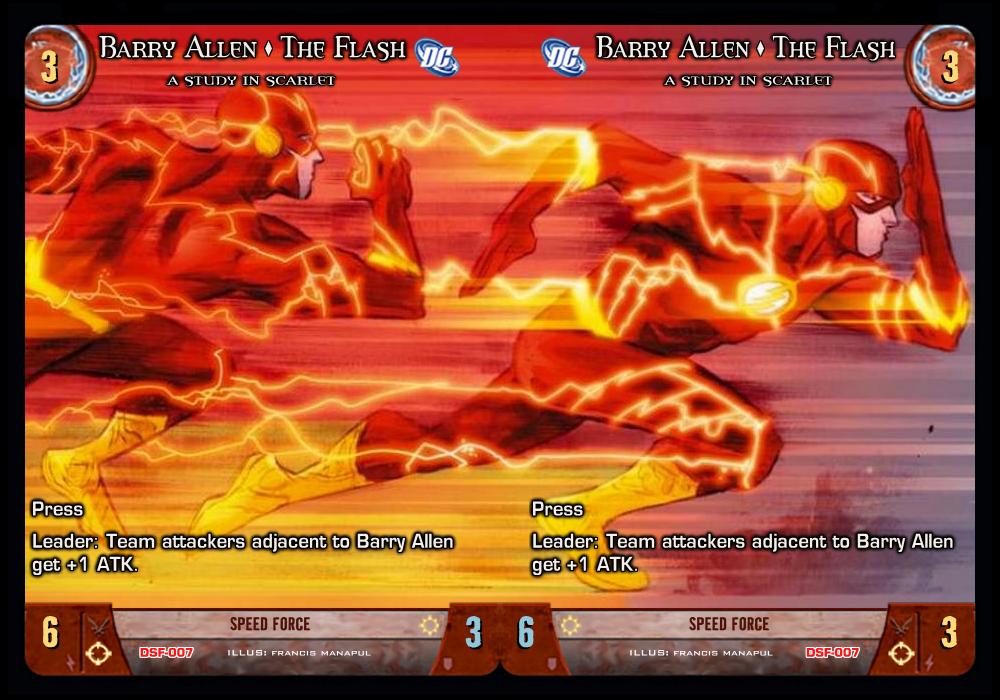 3
BARRY ALLEN ♦ THE FLASH
A STUDY IN SCARLET
DC
DC
BARRY ALLEN ♦ THE FLASH
A STUDY IN SCARLET
3
Press
Leader: Team attackers adjacent to Barry Allen
get +1 ATK.
Press
Leader: Team attackers adjacent to Barry Allen
get +1 ATK.
6
SPEED FORCE
3
DSF-007
ILLUS: FRANCIS MANAPUL
6
SPEED FORCE
3
ILLUS: FRANCIS MANAPUL
DSF-007